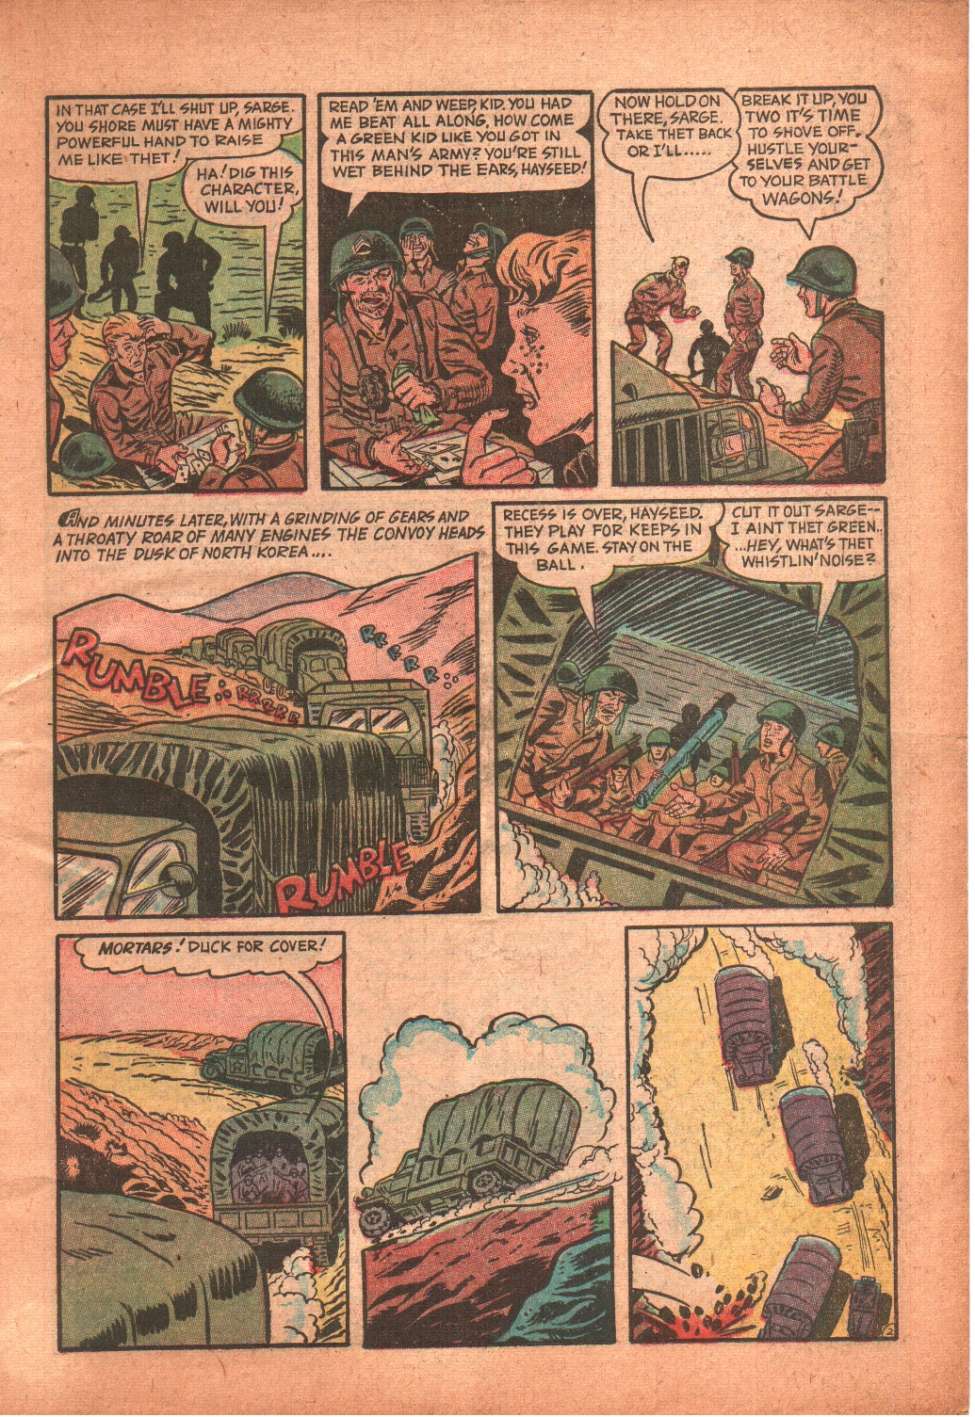 IN THAT CASE I'LL SHUT UP, SARGE.
YOU SHORE MUST HAVE A MIGHTY
POWERFUL HAND TO RAISE
ME LIKE THET!
HA! DIG THIS
CHARACTER,
WILL YOU!
READ 'EM AND WEEP, KID. YOU HAD
ME BEAT ALL ALONG, HOW COME
A GREEN KID LIKE YOU GOT IN
THIS MAN'S ARMY? YOU'RE STILL
WET BEHIND THE EARS, HAYSEED!
NOW HOLD ON
THERE, SARGE.
TAKE THET BACK
OR I'LL.....
BREAK IT UP, YOU
TWO IT'S TIME
TO SHOVE OFF.
HUSTLE YOUR-
SELVES AND GET
TO YOUR BATTLE
WAGONS!
AND MINUTES LATER, WITH A GRINDING OF GEARS AND
A THROATY ROAR OF MANY ENGINES THE CONVOY HEADS
INTO THE DUSK OF NORTH KOREA....
RUMBLE
RRRRRR
RRRRR
RUMBLE
RECESS IS OVER, HAYSEED.
THEY PLAY FOR KEEPS IN
THIS GAME. STAY ON THE
BALL.
CUT IT OUT SARGE--
I AINT THET GREEN..
...HEY, WHAT'S THET
WHISTLIN' NOISE?
MORTARS! DUCK FOR COVER!
2